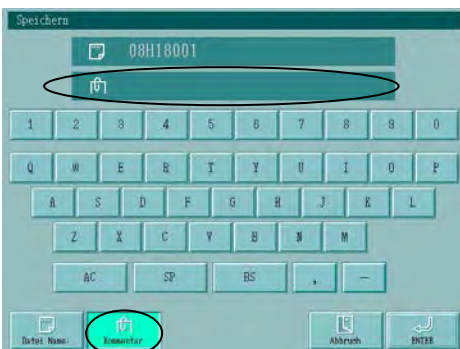 Speichern
08H18001
1 2 3 4 5 6 7 8 9 0
Q W E R T Y U I O P
A S D F G H J K L
Z X C V B N M
AC SP BS , -
Datei Name: Kommentar Abbruch ENTER